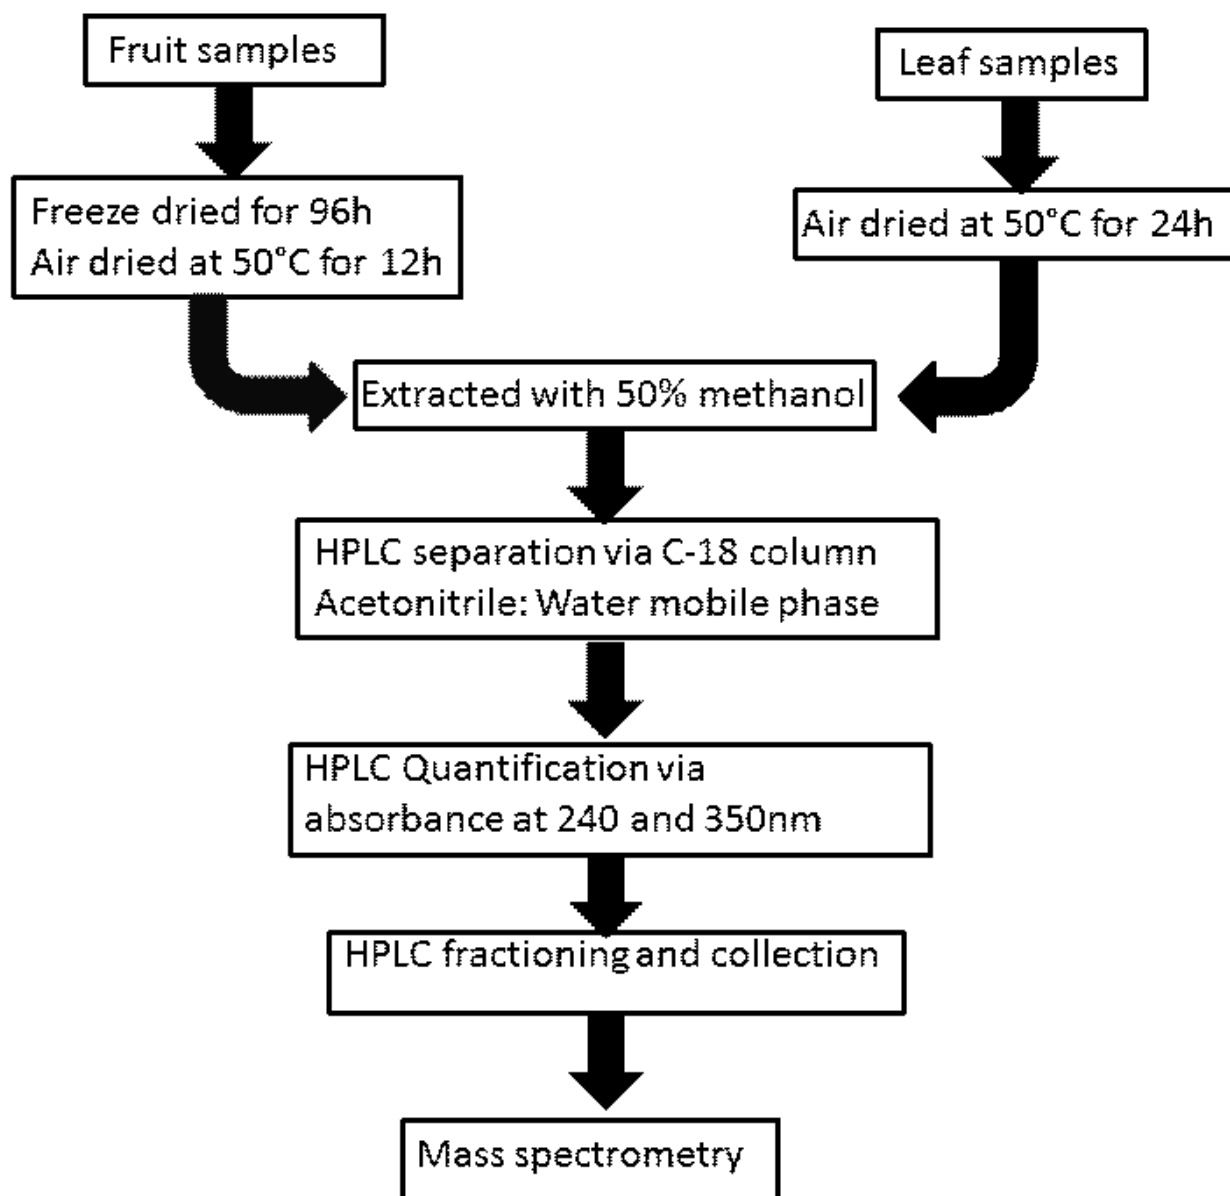 Fruit samples
Leaf samples
Freeze dried for 96h
Air dried at 50°C for 12h
Air dried at 50°C for 24h
Extracted with 50% methanol
HPLC separation via C-18 column
Acetonitrile: Water mobile phase
HPLC Quantification via
absorbance at 240 and 350nm
HPLC fractioning and collection
Mass spectrometry